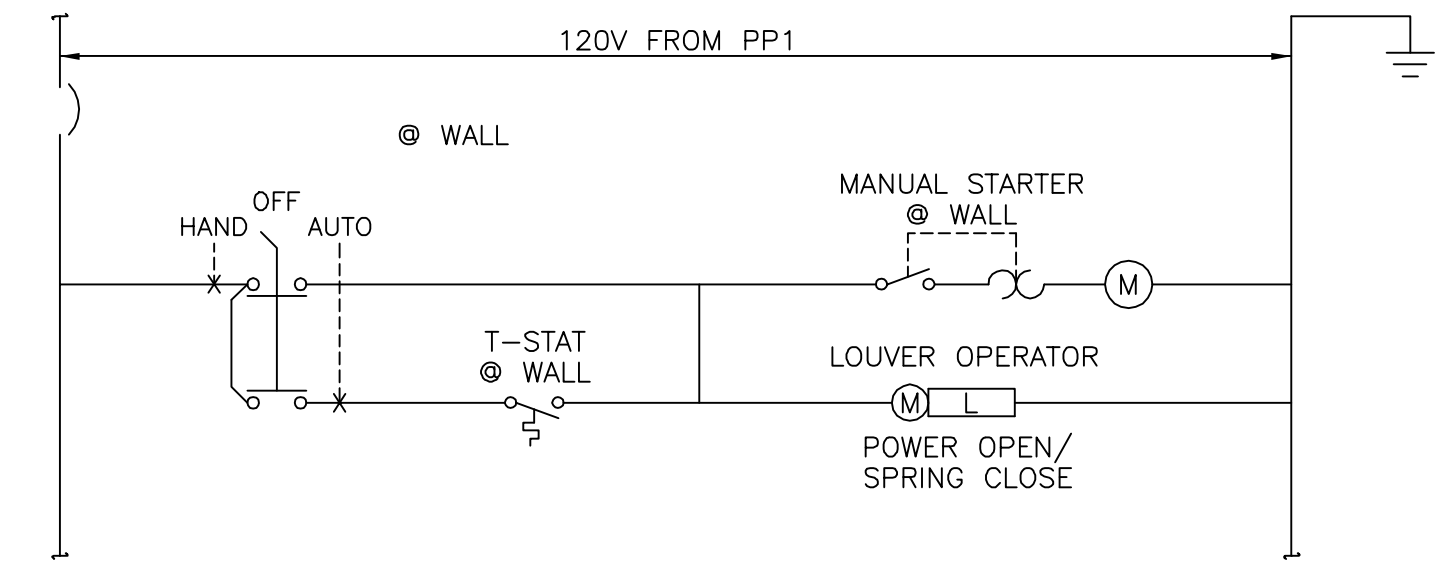 120V FROM PP1
@ WALL
OFF
HAND
AUTO
MANUAL STARTER
@ WALL
M
T-STAT
@ WALL
LOUVER OPERATOR
M
L
POWER OPEN/
SPRING CLOSE